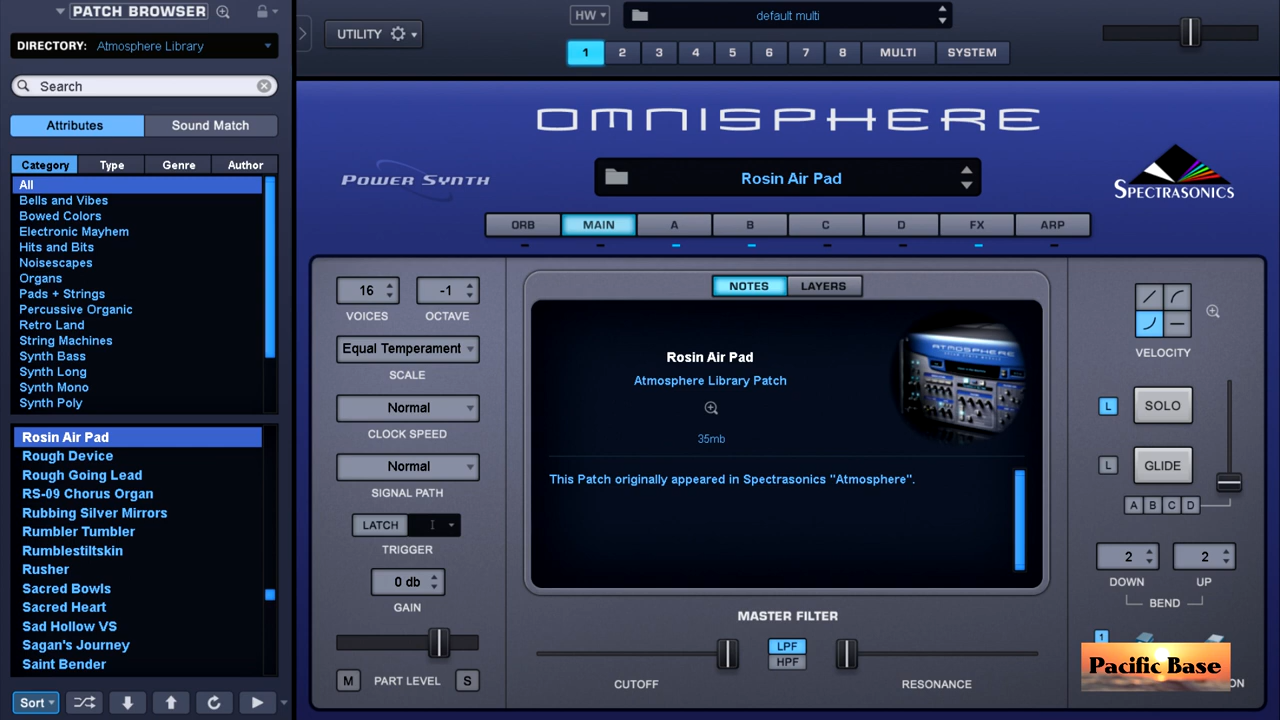 PATCH BROWSER
DIRECTORY: Atmosphere Library
Search
Attributes
Sound Match
Category
Type
Genre
Author
All
Bells and Vibes
Bowed Colors
Electronic Mayhem
Hits and Bits
Noisescapes
Organs
Pads + Strings
Percussive Organic
Retro Land
String Machines
Synth Bass
Synth Long
Synth Mono
Synth Poly
Rosin Air Pad
Rough Device
Rough Going Lead
RS-09 Chorus Organ
Rubbing Silver Mirrors
Rumbler Tumbler
Rumblestiltskin
Rusher
Sacred Bowls
Sacred Heart
Sad Hollow VS
Sagan's Journey
Saint Bender
Sort
UTILITY
HW
default multi
1 2 3 4 5 6 7 8 MULTI SYSTEM
OMNISPHERE
POWER SYNTH
Rosin Air Pad
SPECTRASONICS
ORB MAIN A B C D FX ARP
16
-1
VOICES
OCTAVE
Equal Temperament
SCALE
Normal
CLOCK SPEED
Normal
SIGNAL PATH
LATCH
TRIGGER
0 db
GAIN
M PART LEVEL S
NOTES
LAYERS
Rosin Air Pad
Atmosphere Library Patch
35mb
ATMOSPHERE
This Patch originally appeared in Spectrasonics "Atmosphere".
MASTER FILTER
LPF
HPF
CUTOFF
RESONANCE
VELOCITY
L SOLO
L GLIDE
A B C D
2
2
DOWN
UP
BEND
1
Pacific Base
ON